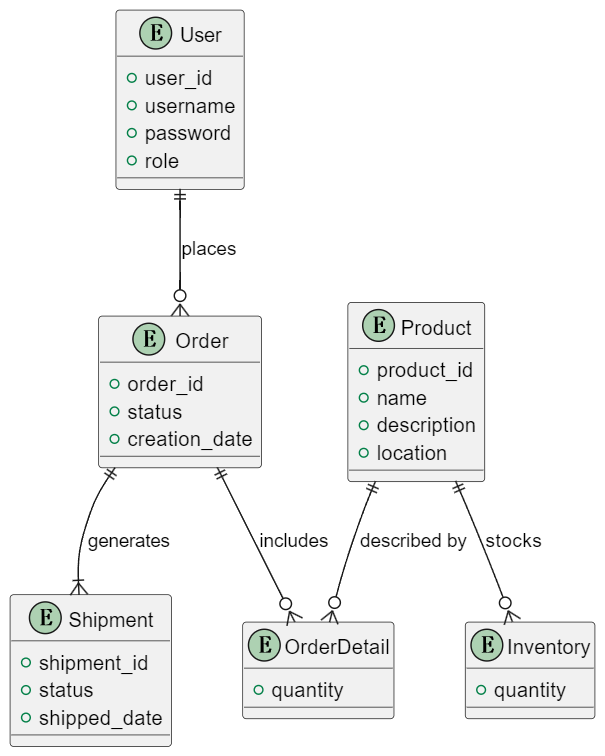 E User
user_id
username
password
role
places
E Order
order_id
status
creation_date
E Product
product_id
name
description
location
generates
includes
described by
stocks
E Shipment
shipment_id
status
shipped_date
E OrderDetail
quantity
E Inventory
quantity